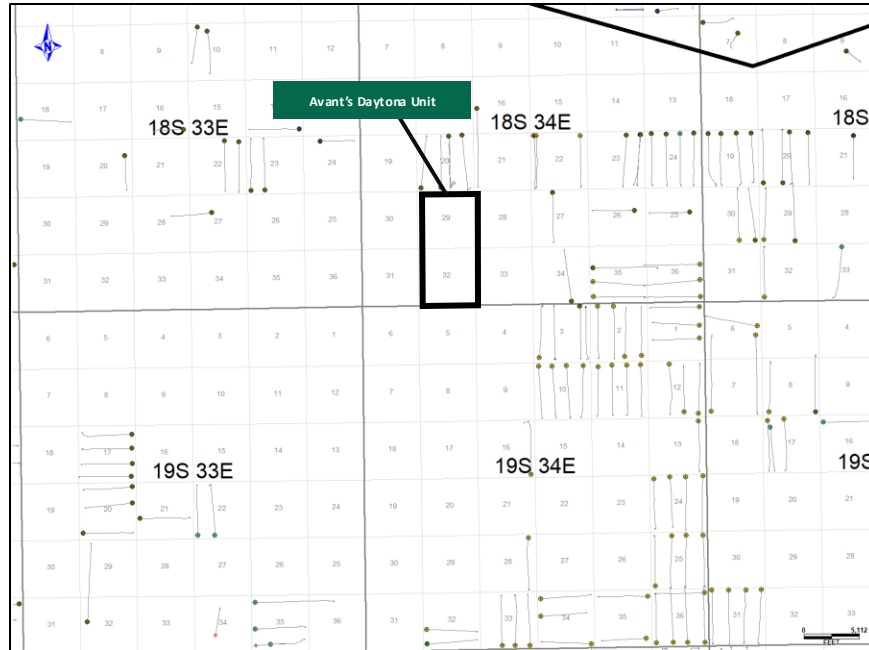 8 9 10 11 12 7 8 9 10 11 7 8
N
18 17 16 15 13 18 16 15 13 16
Avant's Daytona Unit
18S 33E 18S 34E 18S
19 20 21 22 23 24 19 20 21 22 23 24 19 20 21
30 29 28 27 26 25 30 29 28 27 26 25 30 29 28
31 32 33 34 35 36 31 32 33 34 35 36 31 32 33
6 5 4 3 2 1 6 5 4 3 2 1 6 5 4
7 8 9 10 11 12 7 8 9 10 11 12 7 8 9
18 17 16 15 14 13 18 17 16 15 14 13 18 17 16
19S 33E 19S 34E 19S
19 20 21 22 23 24 19 20 21 22 23 24 19 20 21
30 29 28 27 26 25 30 29 28 27 26 25 30 29 28
31 32 33 34 35 36 31 32 33 34 35 36 31 32 33
0 5,112
FEET